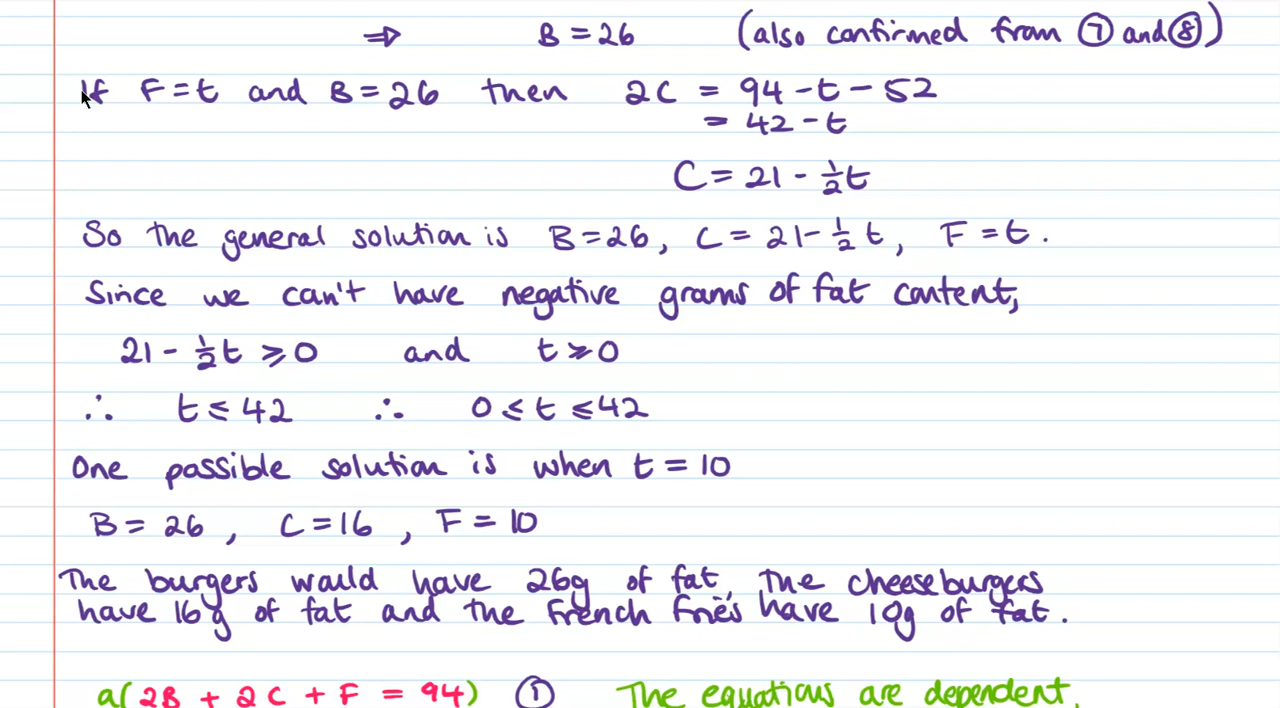 ⇒ B = 26 (also confirmed from ⑦ and ⑧)
If F = t and B = 26 then 2C = 94 - t - 52
= 42 - t
C = 21 - ½t
So the general solution is B = 26, C = 21 - ½t, F = t.
Since we can't have negative grams of fat content,
21 - ½t ⩾ 0 and t ⩾ 0
∴ t ⩽ 42 ∴ 0 ⩽ t ⩽ 42
One possible solution is when t = 10
B = 26, C = 16, F = 10
The burgers would have 26g of fat, the cheeseburgers
have 16g of fat and the French fries have 10g of fat.
a(2B + 2C + F = 94) ① The equations are dependent.